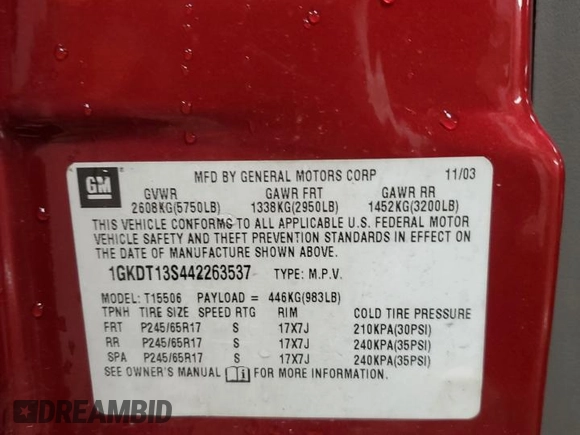 GM
MFD BY GENERAL MOTORS CORP 11/03
GVWR GAWR FRT GAWR RR
2608KG(5750LB) 1338KG(2950LB) 1452KG(3200LB)
THIS VEHICLE CONFORMS TO ALL APPLICABLE U.S. FEDERAL MOTOR
VEHICLE SAFETY AND THEFT PREVENTION STANDARDS IN EFFECT ON
THE DATE OF MANUFACTURE SHOWN ABOVE.
1GKDT13S442263537 TYPE: M.P.V.
MODEL: T15506 PAYLOAD = 446KG(983LB)
TPNH TIRE SIZE SPEED RTG RIM COLD TIRE PRESSURE
FRT P245/65R17 S 17X7J 210KPA(30PSI)
RR P245/65R17 S 17X7J 240KPA(35PSI)
SPA P245/65R17 S 17X7J 240KPA(35PSI)
SEE OWNER'S MANUAL FOR MORE INFORMATION.
DREAMBID